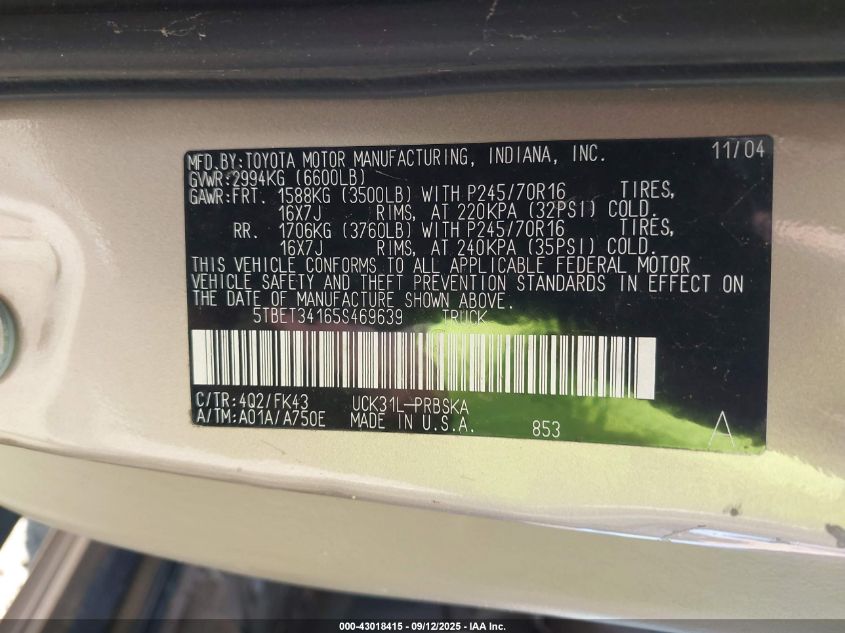 MFD.BY:TOYOTA MOTOR MANUFACTURING, INDIANA, INC. 11/04
GVWR:2994KG (6600LB)
GAWR:FRT. 1588KG (3500LB) WITH P245/70R16 TIRES,
16X7J RIMS, AT 220KPA (32PSI) COLD.
RR. 1706KG (3760LB) WITH P245/70R16 TIRES,
16X7J RIMS, AT 240KPA (35PSI) COLD.
THIS VEHICLE CONFORMS TO ALL APPLICABLE FEDERAL MOTOR
VEHICLE SAFETY AND THEFT PREVENTION STANDARDS IN EFFECT ON
THE DATE OF MANUFACTURE SHOWN ABOVE.
5TBET34165S469639 TRUCK
C/TR:4Q2/FK43 UCK31L-PRBSKA
A/TM:A01A/A750E MADE IN U.S.A. 853 A
000-43018415 - 09/12/2025 - IAA Inc.